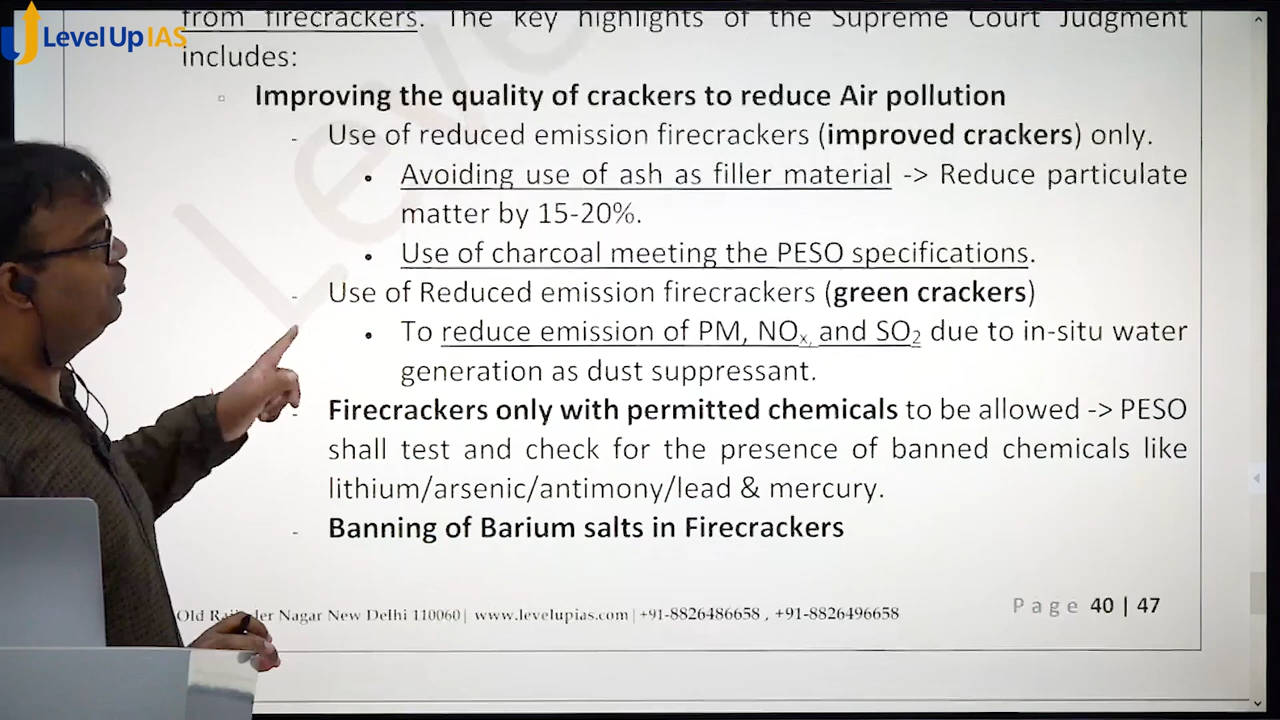 from firecrackers. The key highlights of the Supreme Court Judgment
LevelUp IAS
includes:
Improving the quality of crackers to reduce Air pollution
- Use of reduced emission firecrackers (improved crackers) only.
• Avoiding use of ash as filler material -> Reduce particulate
matter by 15-20%.
• Use of charcoal meeting the PESO specifications.
- Use of Reduced emission firecrackers (green crackers)
• To reduce emission of PM, NOx, and SO2 due to in-situ water
generation as dust suppressant.
- Firecrackers only with permitted chemicals to be allowed -> PESO
shall test and check for the presence of banned chemicals like
lithium/arsenic/antimony/lead & mercury.
- Banning of Barium salts in Firecrackers
Old Nagar New Delhi 110060| www.levelupias.com | +91-8826486658 , +91-8826496658
Page 40 | 47
Level